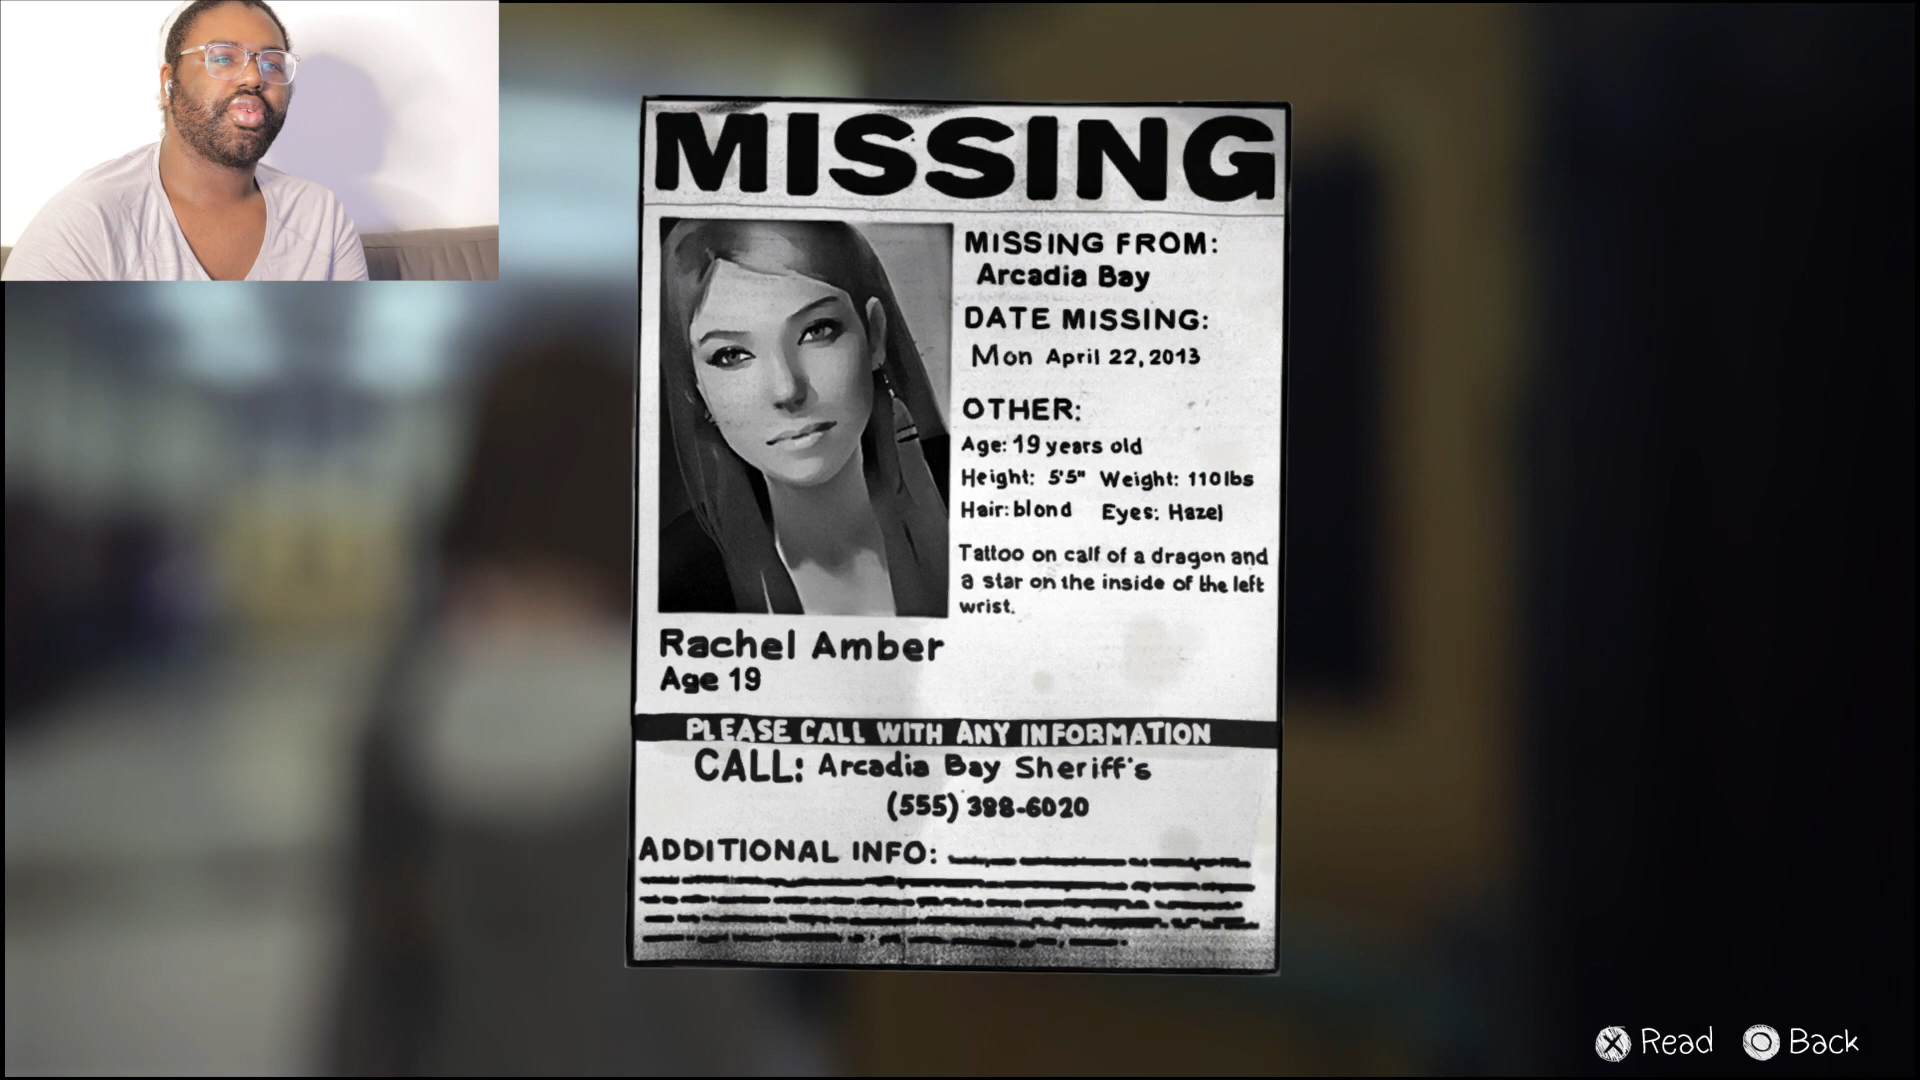 MISSING
MISSING FROM:
Arcadia Bay
DATE MISSING:
Mon April 22, 2013
OTHER:
Age: 19 years old
Height: 5'5" Weight: 110lbs
Hair: blond Eyes: Hazel
Tattoo on calf of a dragon and
a star on the inside of the left
wrist.
Rachel Amber
Age 19
PLEASE CALL WITH ANY INFORMATION
CALL: Arcadia Bay Sheriff's
(555) 388-6020
ADDITIONAL INFO:
Read
Back